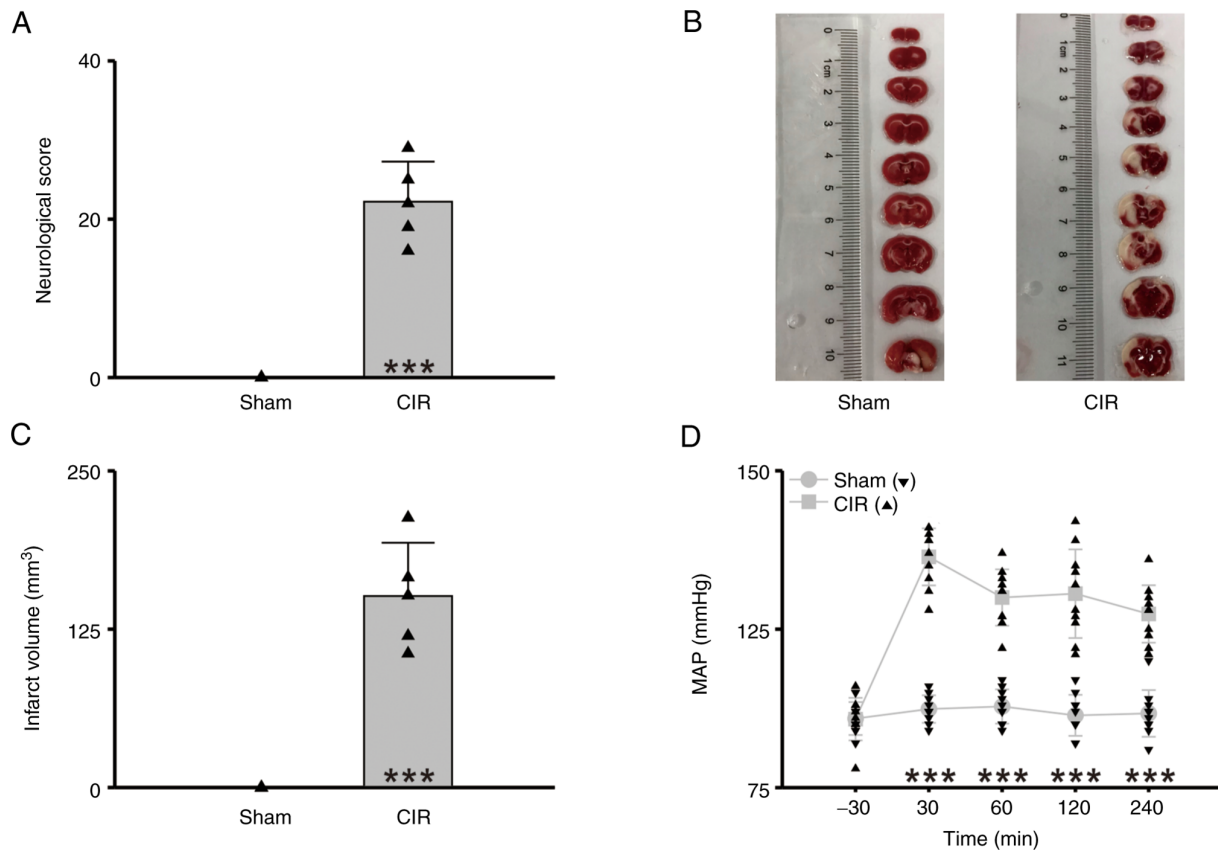 A
Neurological score
40
20
0
***
Sham
CIR
B
0
1cm
2
3
4
5
6
7
8
9
10
Sham
0
1cm
2
3
4
5
6
7
8
9
10
11
CIR
C
Infarct volume (mm³)
250
125
0
***
Sham
CIR
D
MAP (mmHg)
150
125
75
Sham (▼)
CIR (▲)
*** *** *** ***
–30 30 60 120 240
Time (min)